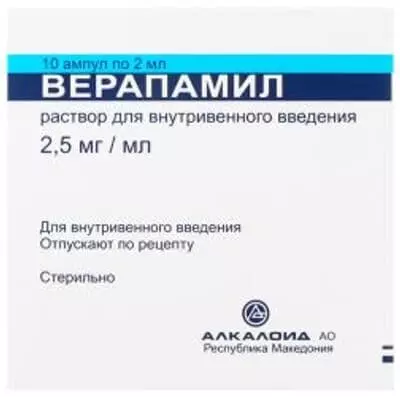 10 ампул по 2 мл
ВЕРАПАМИЛ
раствор для внутривенного введения
2,5 мг / мл
Для внутривенного введения
Отпускают по рецепту
Стерильно
АЛКАЛОИД АО
Республика Македония